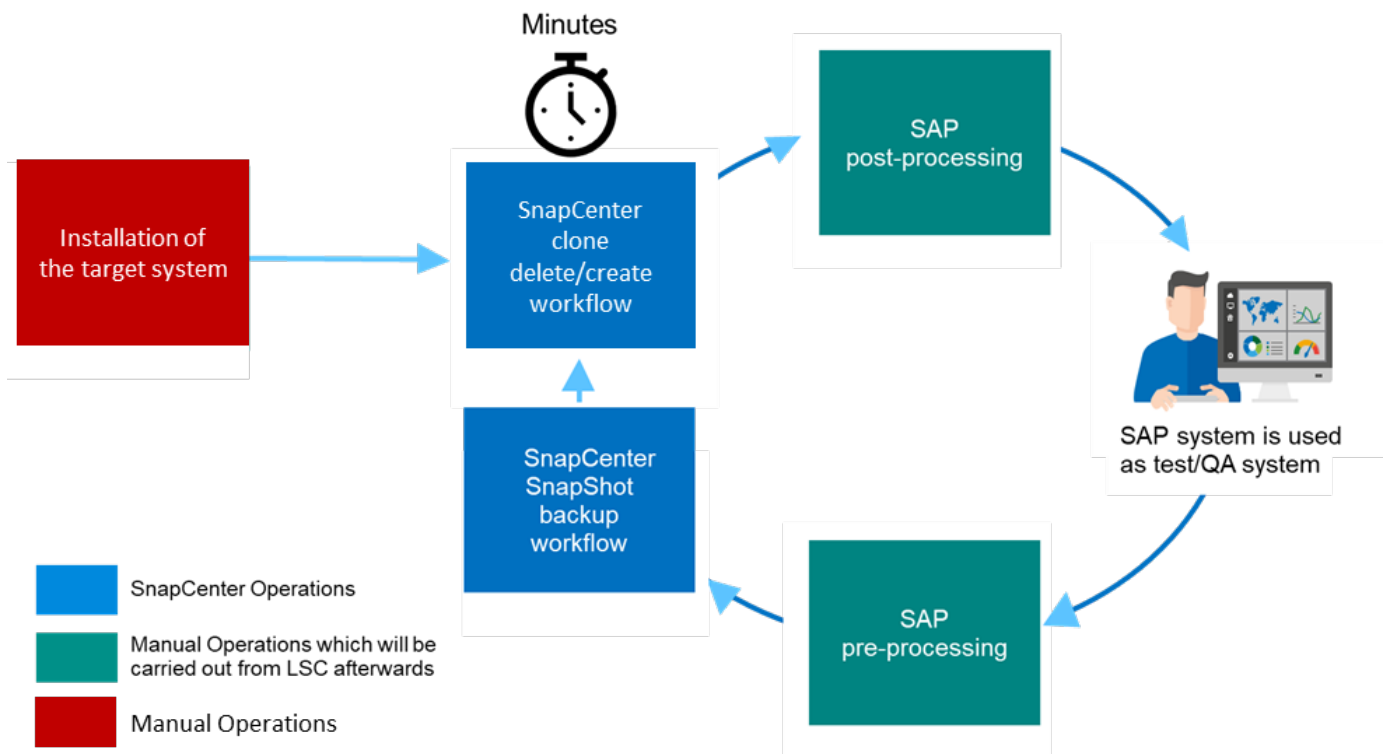 Minutes
SAP
post-processing
Installation of
the target system
SnapCenter
clone
delete/create
workflow
SAP system is used
as test/QA system
SnapCenter
SnapShot
backup
workflow
SAP
pre-processing
SnapCenter Operations
Manual Operations which will be
carried out from LSC afterwards
Manual Operations